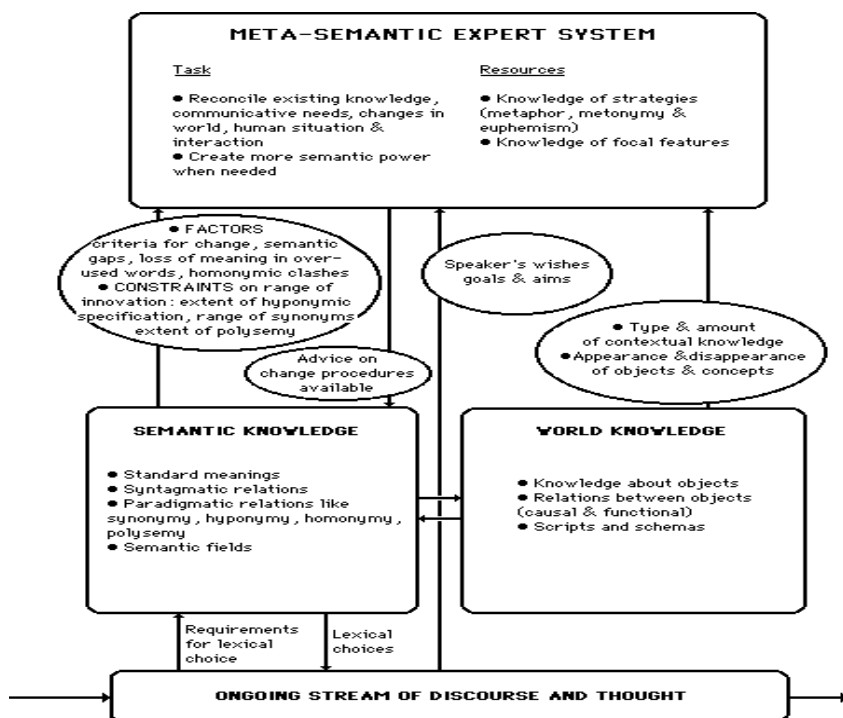 META-SEMANTIC EXPERT SYSTEM
Task
● Reconcile existing knowledge,
communicative needs, changes in
world, human situation &
interaction
● Create more semantic power
when needed
Resources
● Knowledge of strategies
(metaphor, metonymy &
euphemism)
● Knowledge of focal features
● FACTORS
criteria for change, semantic
gaps, loss of meaning in over-
used words, homonymic clashes
● CONSTRAINTS on range of
innovation: extent of hyponymic
specification, range of synonyms
extent of polysemy
Advice on
change procedures
available
Speaker's wishes
goals & aims
● Type & amount
of contextual knowledge
● Appearance &disappearance
of objects & concepts
SEMANTIC KNOWLEDGE
● Standard meanings
● Syntagmatic relations
● Paradigmatic relations like
synonymy, hyponymy, homonymy,
polysemy
● Semantic fields
WORLD KNOWLEDGE
● Knowledge about objects
● Relations between objects
(causal & functional)
● Scripts and schemas
Requirements
for lexical
choice
Lexical
choices
ONGOING STREAM OF DISCOURSE AND THOUGHT